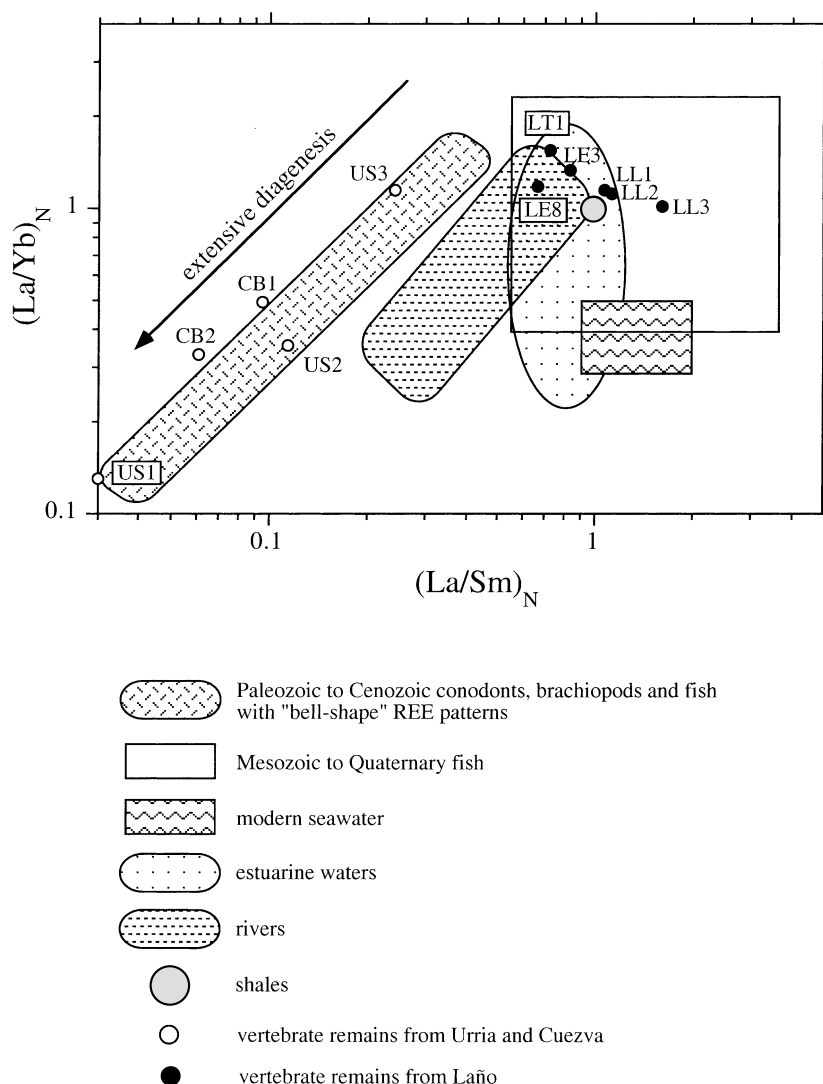 extensive diagenesis
US3
CB1
CB2
US2
US1
LT1
LE3
LL1
LL2
LE8
LL3
(La/Yb)N
1
0.1
0.1
1
(La/Sm)N
Paleozoic to Cenozoic conodonts, brachiopods and fish
with "bell-shape" REE patterns
Mesozoic to Quaternary fish
modern seawater
estuarine waters
rivers
shales
vertebrate remains from Urria and Cuezva
vertebrate remains from Laño